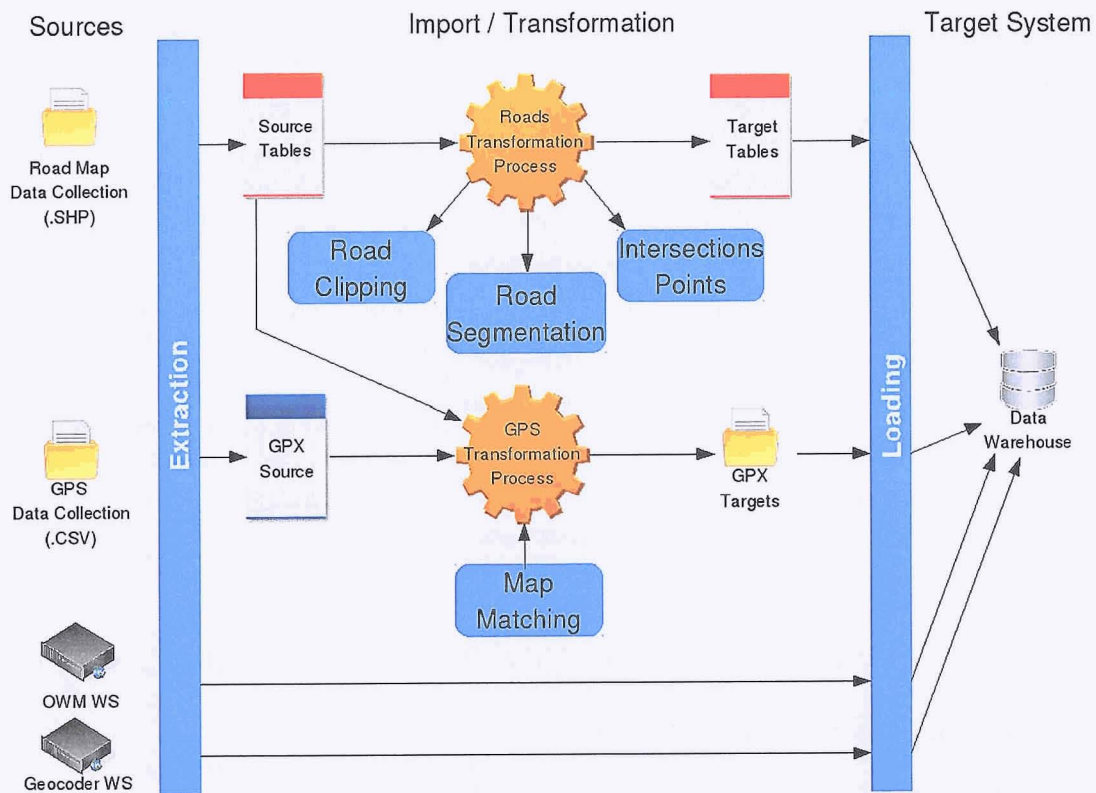 Sources
Import / Transformation
Target System
Road Map
Data Collection
(.SHP)
Source
Tables
Roads
Transformation
Process
Target
Tables
Road
Clipping
Road
Segmentation
Intersections
Points
Extraction
Loading
GPS
Data Collection
(.CSV)
GPX
Source
GPS
Transformation
Process
GPX
Targets
Data
Warehouse
Map
Matching
OWM WS
Geocoder WS